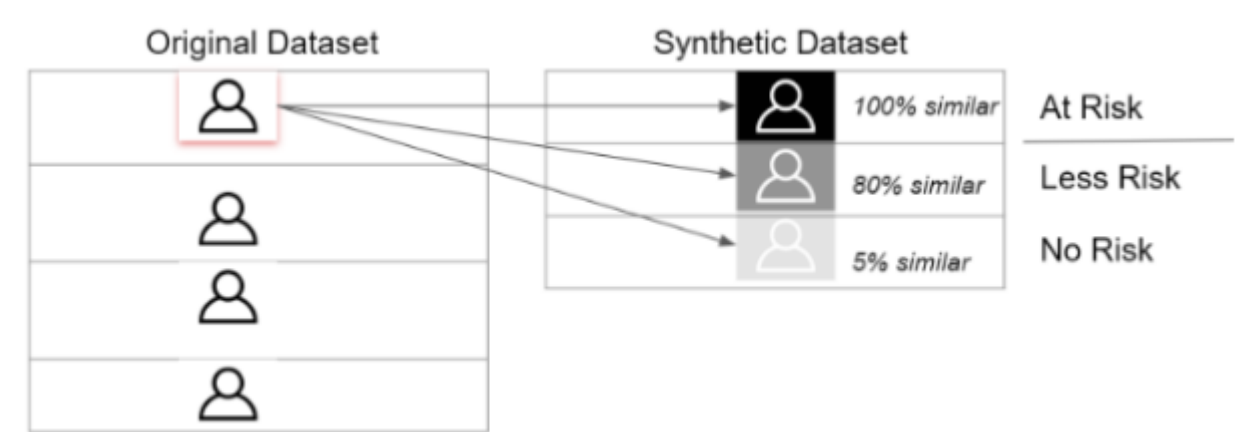 Original Dataset
Synthetic Dataset
100% similar
At Risk
80% similar
Less Risk
5% similar
No Risk